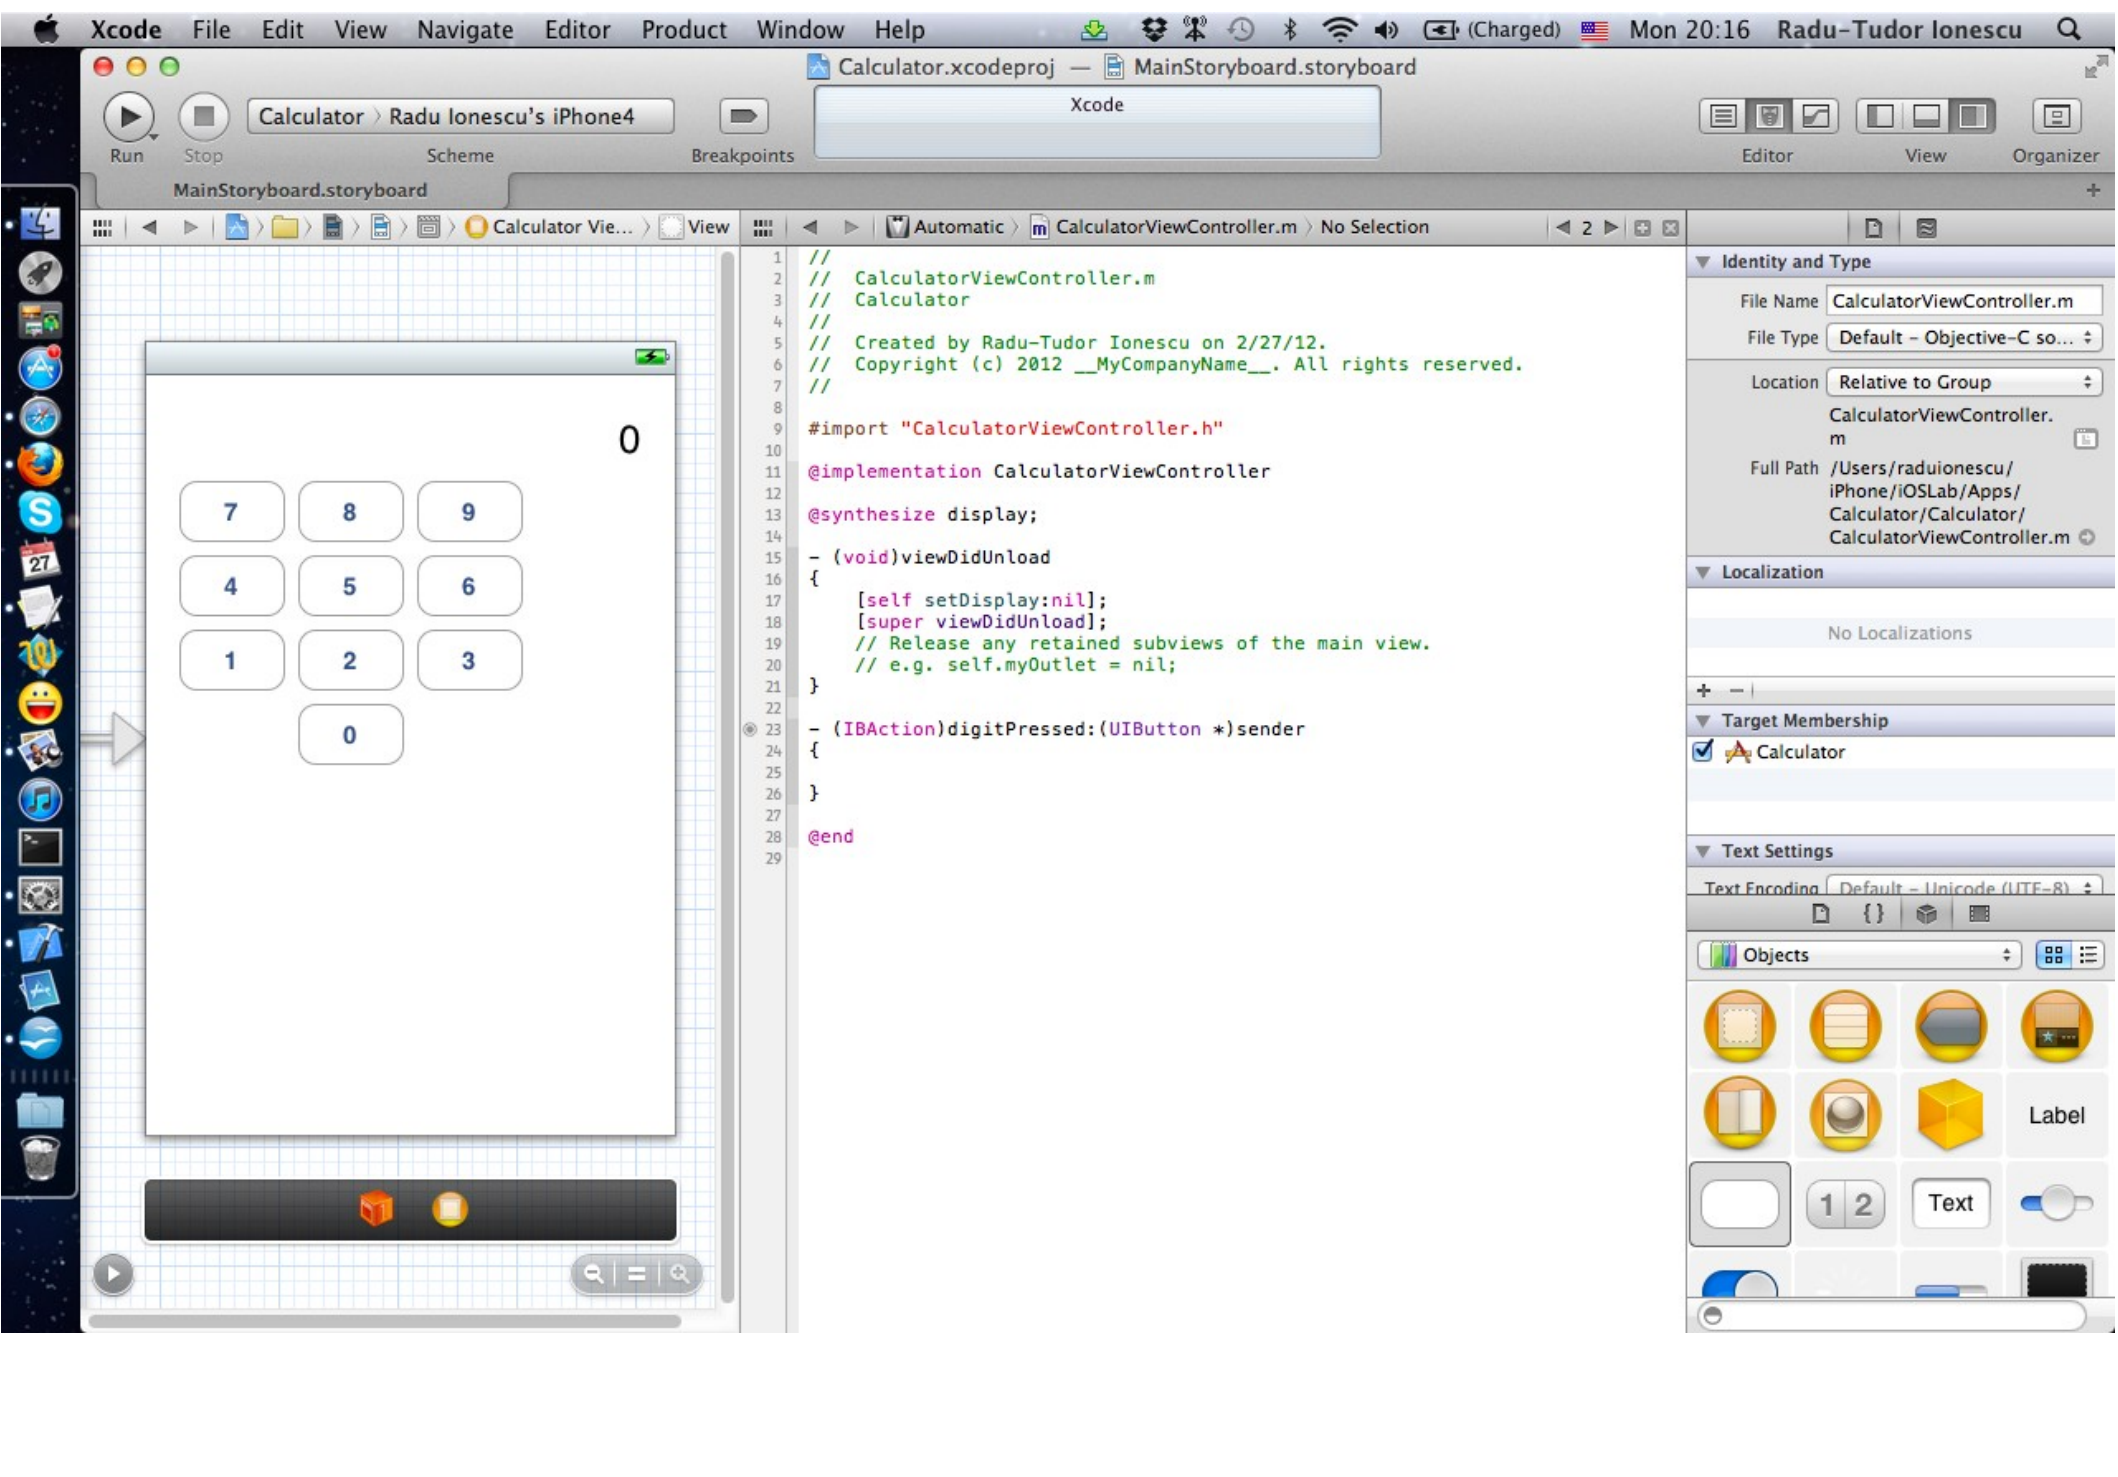 Xcode File Edit View Navigate Editor Product Window Help (Charged) Mon 20:16 Radu-Tudor Ionescu
Calculator.xcodeproj — MainStoryboard.storyboard
Calculator Radu Ionescu's iPhone4
Xcode
Run Stop Scheme Breakpoints Editor View Organizer
MainStoryboard.storyboard
Calculator Vie... View
Automatic CalculatorViewController.m No Selection 2
0
7 8 9
4 5 6
1 2 3
0
27
1 //
2 // CalculatorViewController.m
3 // Calculator
4 //
5 // Created by Radu-Tudor Ionescu on 2/27/12.
6 // Copyright (c) 2012 __MyCompanyName__. All rights reserved.
7 //
8
9 #import "CalculatorViewController.h"
10
11 @implementation CalculatorViewController
12
13 @synthesize display;
14
15 - (void)viewDidUnload
16 {
17 [self setDisplay:nil];
18 [super viewDidUnload];
19 // Release any retained subviews of the main view.
20 // e.g. self.myOutlet = nil;
21 }
22
23 - (IBAction)digitPressed:(UIButton *)sender
24 {
25
26 }
27
28 @end
29
Identity and Type
File Name CalculatorViewController.m
File Type Default - Objective-C so...
Location Relative to Group
CalculatorViewController.
m
Full Path /Users/raduionescu/
iPhone/iOSLab/Apps/
Calculator/Calculator/
CalculatorViewController.m
Localization
No Localizations
+ −
Target Membership
Calculator
Text Settings
Text Encoding Default - Unicode (UTF-8)
{ }
Objects
Label
1 2 Text